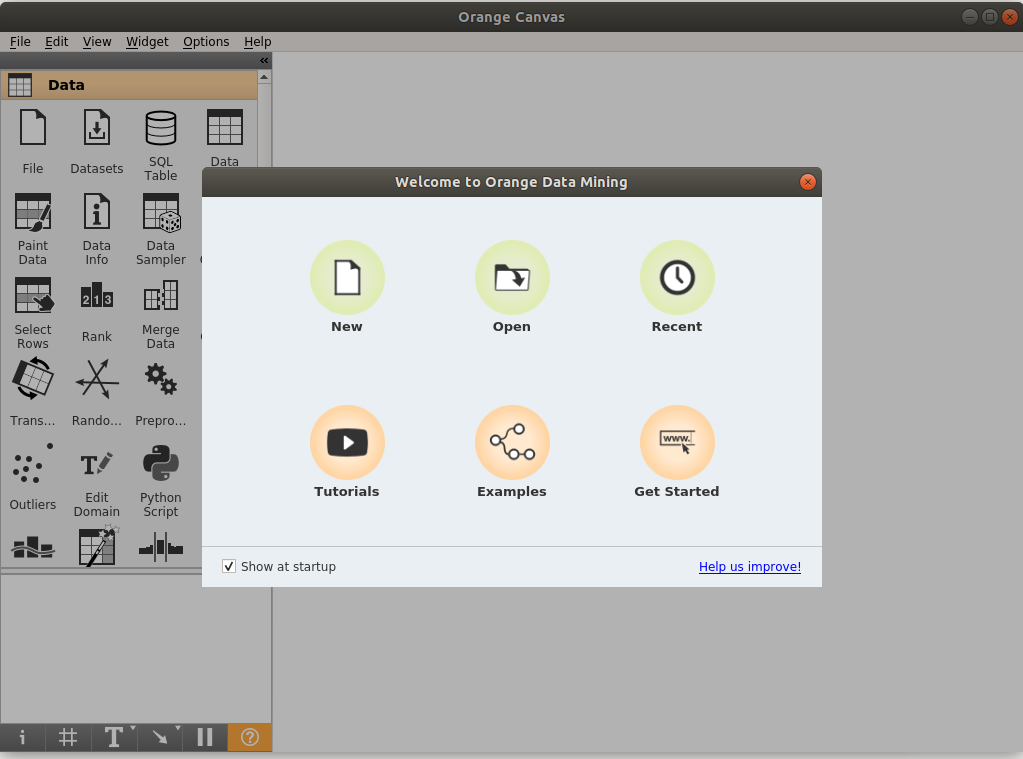 Orange Canvas
File Edit View Widget Options Help
Data
File Datasets SQL Table Data
Welcome to Orange Data Mining
Paint Data Data Info Data Sampler
New Open Recent
Select Rows Rank Merge Data
Trans... Rando... Prepro...
www.
Tutorials Examples Get Started
Outliers Edit Domain Python Script
Show at startup Help us improve!